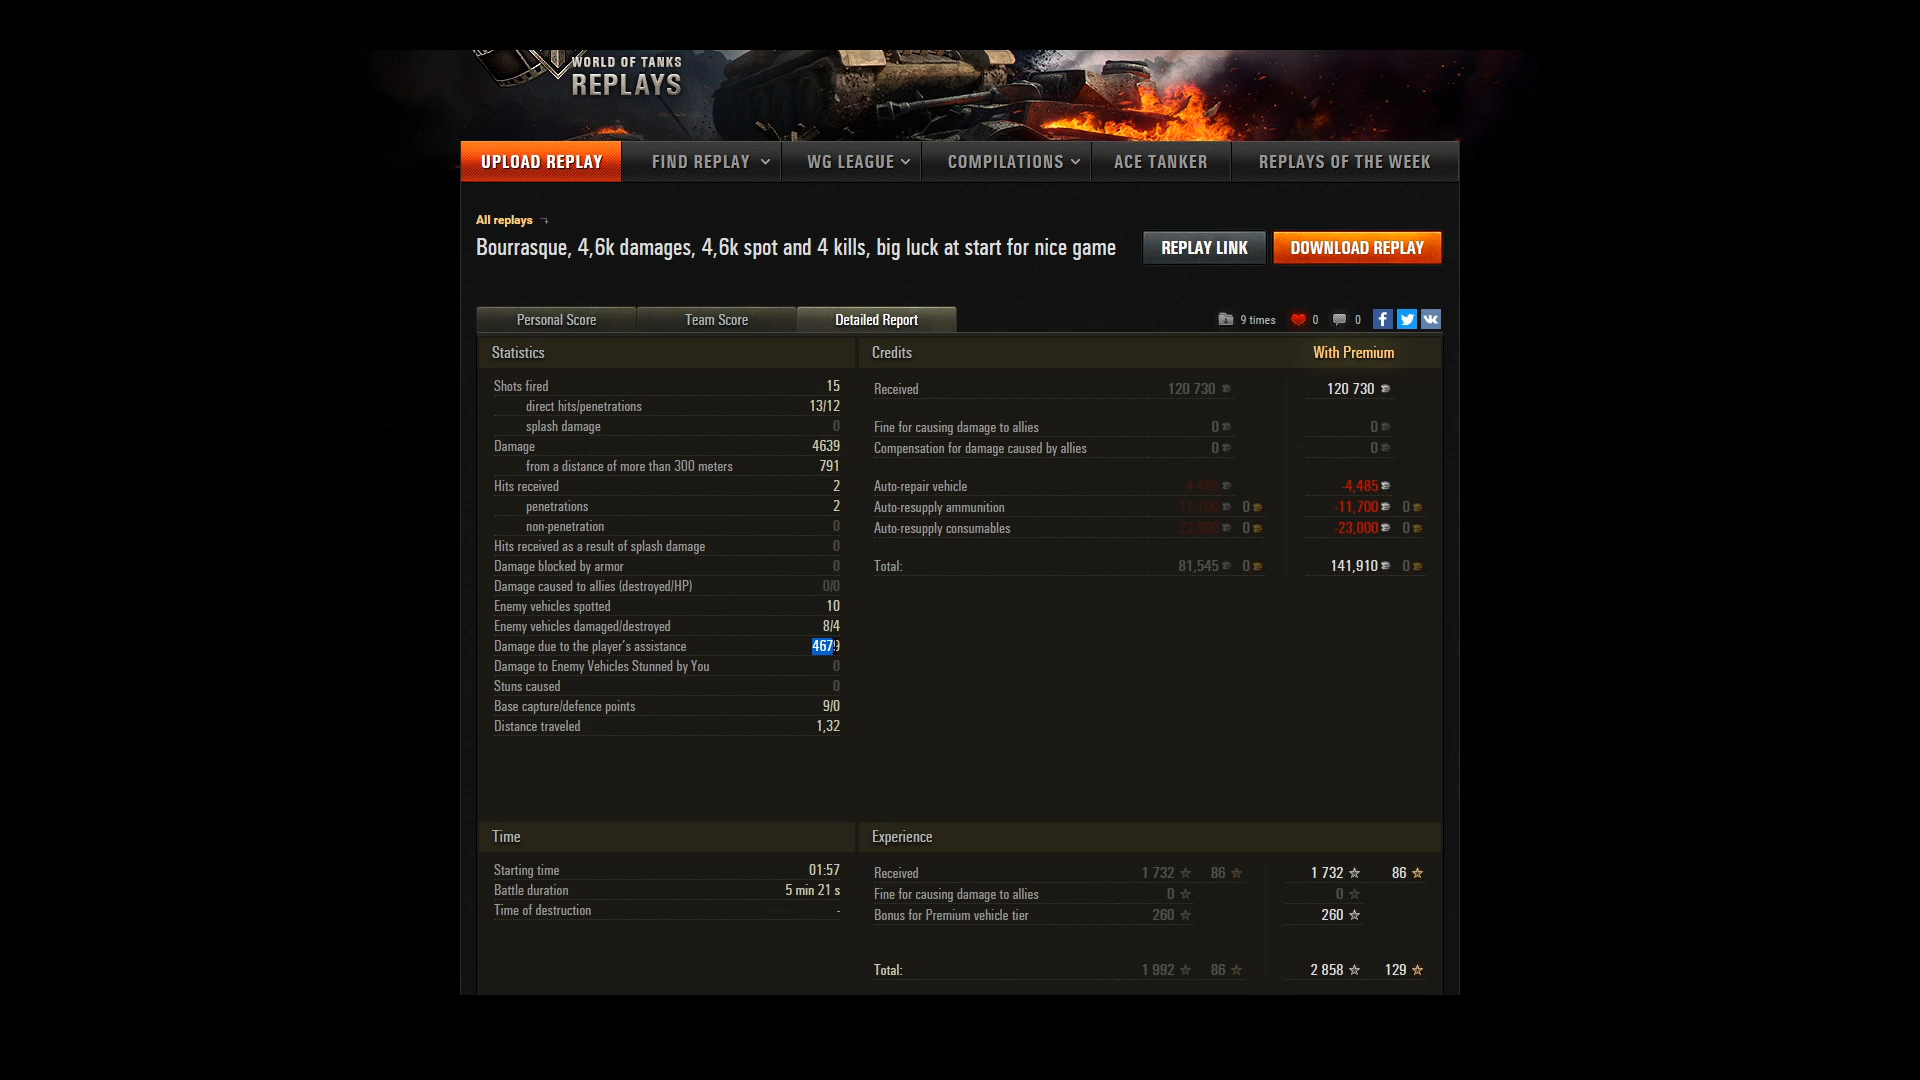 WORLD OF TANKS
REPLAYS
UPLOAD REPLAY FIND REPLAY WG LEAGUE COMPILATIONS ACE TANKER REPLAYS OF THE WEEK
All replays
Bourrasque, 4,6k damages, 4,6k spot and 4 kills, big luck at start for nice game REPLAY LINK DOWNLOAD REPLAY
Personal Score Team Score Detailed Report 9 times 0 0
Statistics
Shots fired 15
direct hits/penetrations 13/12
splash damage 0
Damage 4639
from a distance of more than 300 meters 791
Hits received 2
penetrations 2
non-penetration 0
Hits received as a result of splash damage 0
Damage blocked by armor 0
Damage caused to allies (destroyed/HP) 0/0
Enemy vehicles spotted 10
Enemy vehicles damaged/destroyed 8/4
Damage due to the player's assistance 4679
Damage to Enemy Vehicles Stunned by You 0
Stuns caused 0
Base capture/defence points 9/0
Distance traveled 1,32
Credits With Premium
Received 120 730 120 730
Fine for causing damage to allies 0 0
Compensation for damage caused by allies 0 0
Auto-repair vehicle -4,485 -4,485
Auto-resupply ammunition -11,700 0 -11,700 0
Auto-resupply consumables -23,000 0 -23,000 0
Total: 81,545 0 141,910 0
Time
Starting time 01:57
Battle duration 5 min 21 s
Time of destruction -
Experience
Received 1 732 86 1 732 86
Fine for causing damage to allies 0 0
Bonus for Premium vehicle tier 260 260
Total: 1 992 86 2 858 129